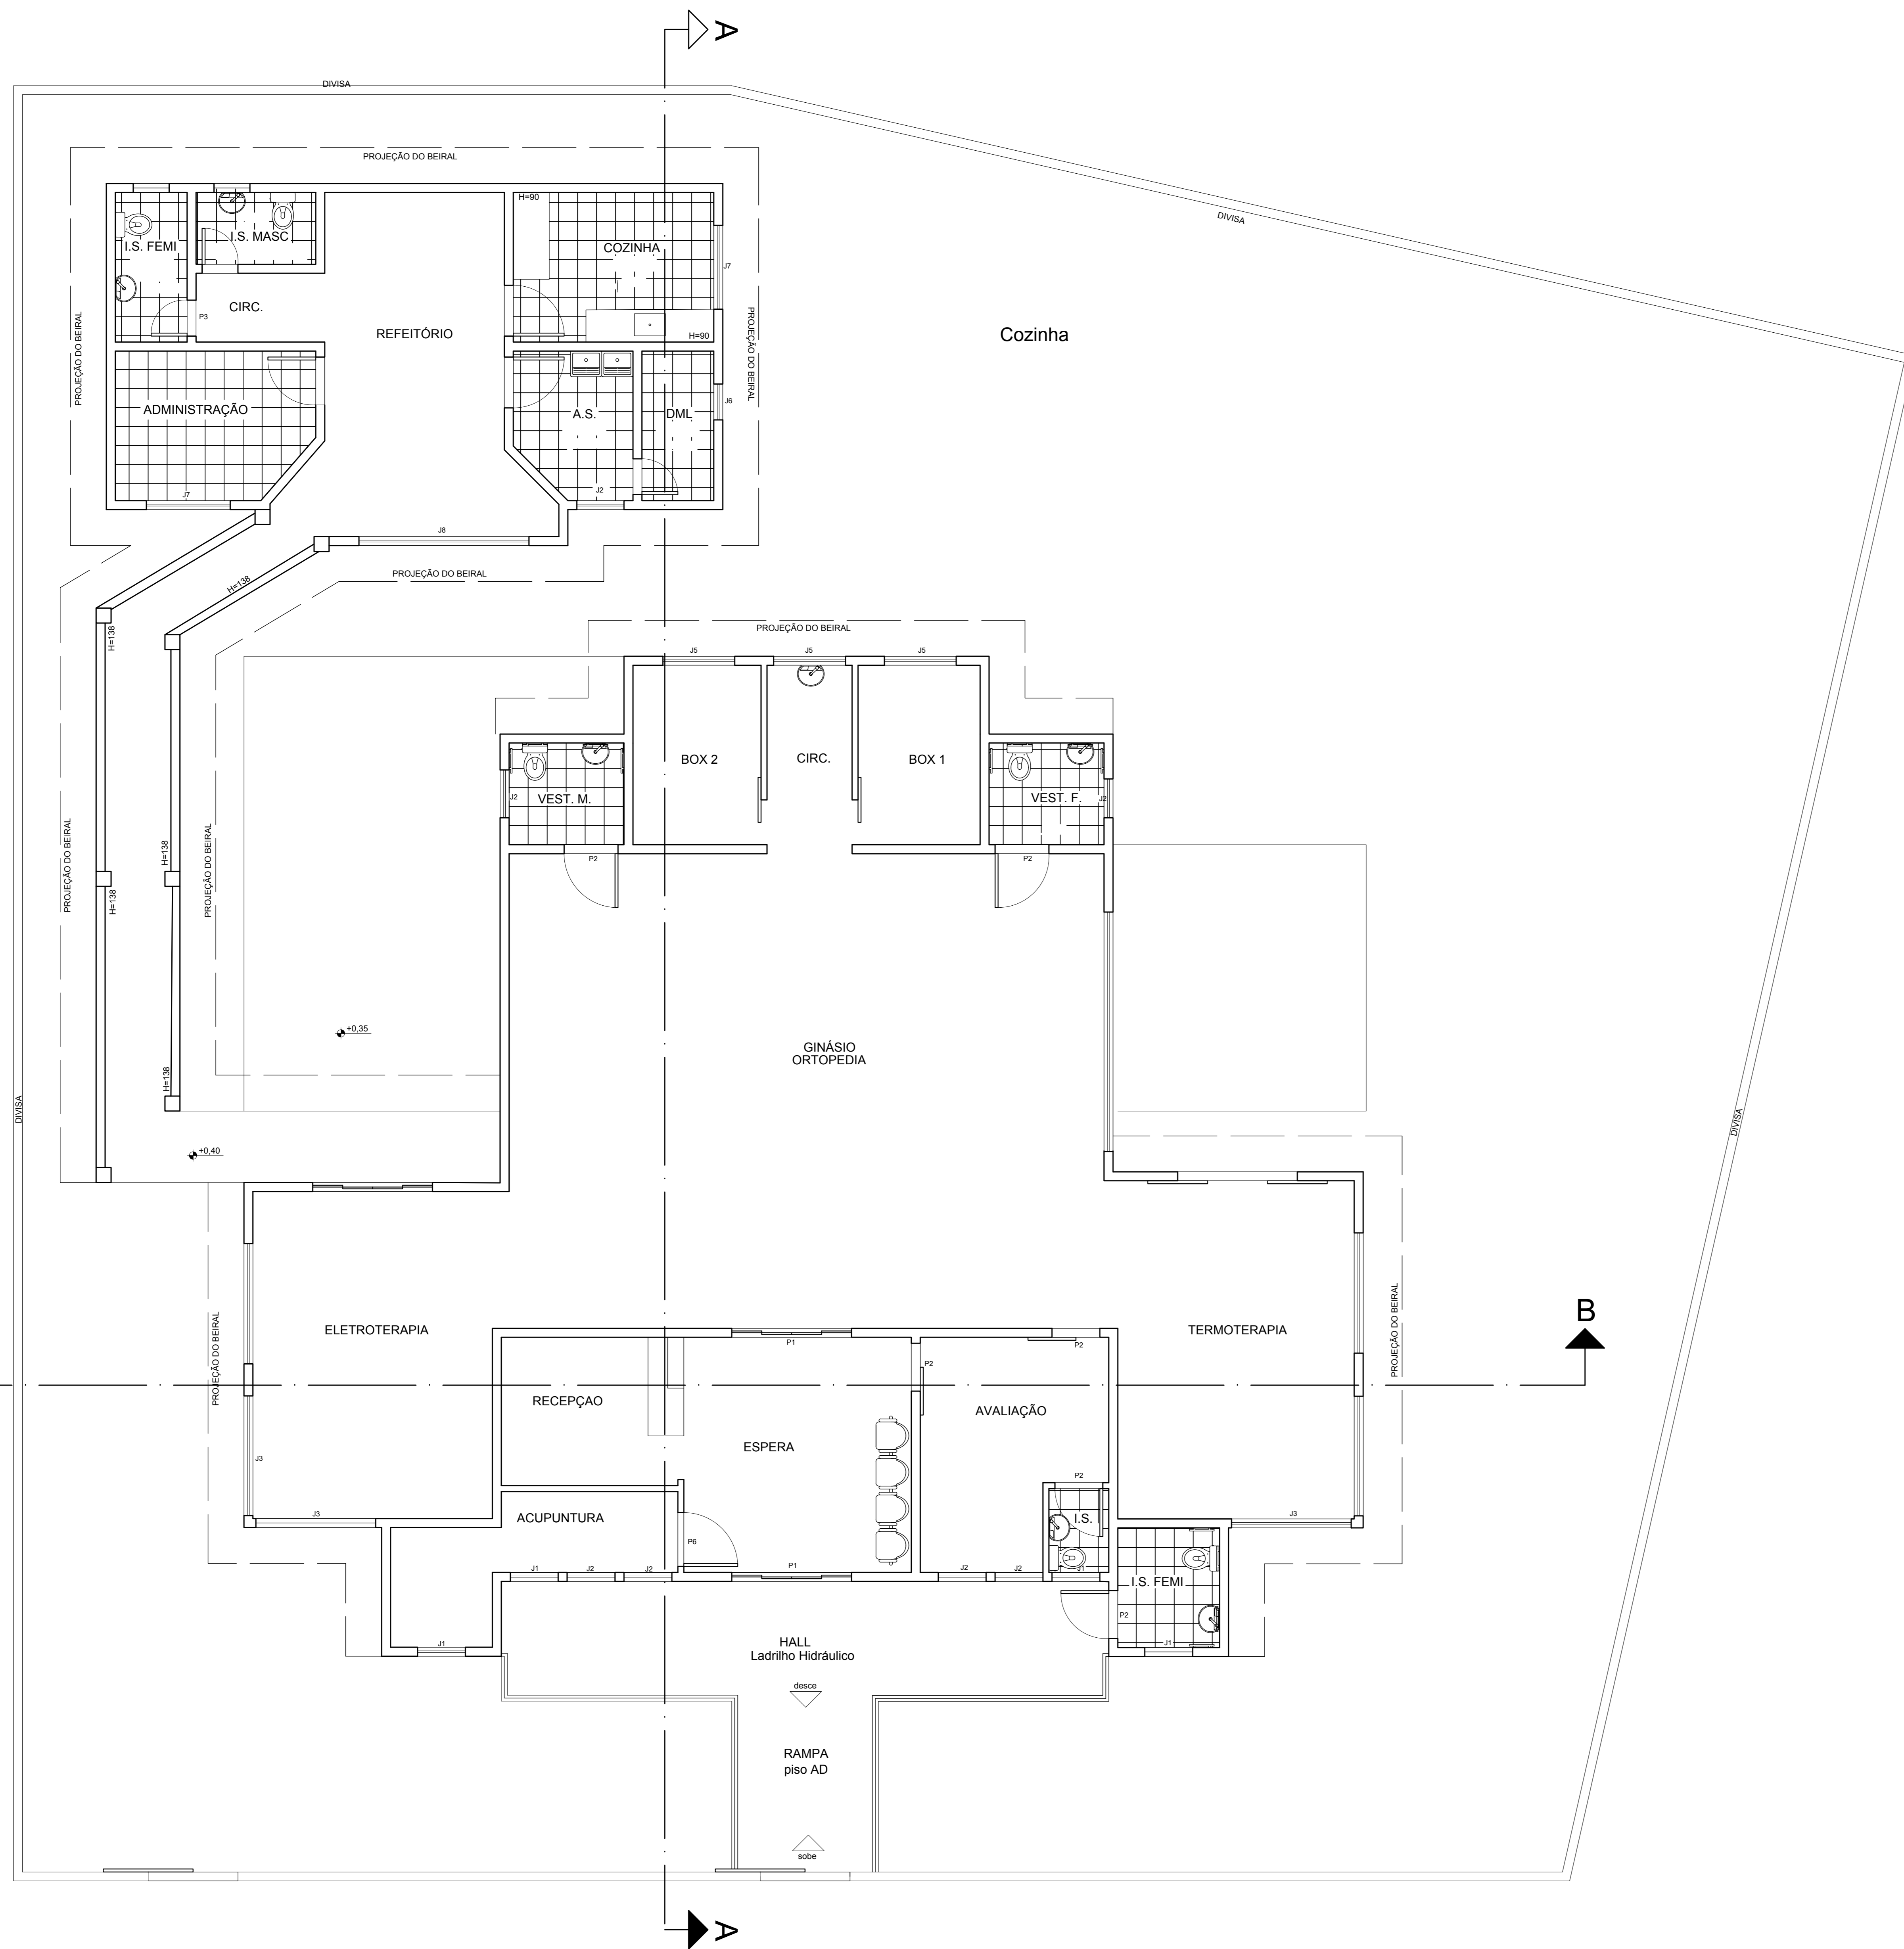 A
DIVISA
PROJEÇÃO DO BEIRAL
H=90
DIVISA
I.S. FEMI
I.S. MASC
COZINHA
J7
CIRC.
P3
REFEITÓRIO
H=90
Cozinha
PROJEÇÃO DO BEIRAL
PROJEÇÃO DO BEIRAL
ADMINISTRAÇÃO
A.S.
DML
J6
J7
J2
J8
PROJEÇÃO DO BEIRAL
H=138
H=138
PROJEÇÃO DO BEIRAL
J5
J5
J5
BOX 2
CIRC.
BOX 1
J2
VEST. M.
VEST. F.
J2
P2
P2
H=138
H=138
PROJEÇÃO DO BEIRAL
PROJEÇÃO DO BEIRAL
+0,35
GINÁSIO
ORTOPEDIA
H=138
DIVISA
DIVISA
+0,40
B
ELETROTERAPIA
TERMOTERAPIA
PROJEÇÃO DO BEIRAL
PROJEÇÃO DO BEIRAL
P1
P2
P2
RECEPÇAO
AVALIAÇÃO
ESPERA
J3
P2
J3
ACUPUNTURA
I.S.
J3
P6
J1
J2
J2
P1
J2
J2
J1
I.S. FEMI
P2
J1
J1
HALL
Ladrilho Hidráulico
desce
RAMPA
piso AD
sobe
A